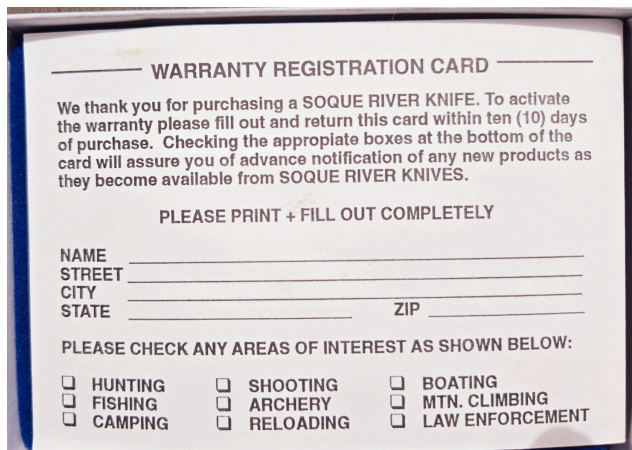 WARRANTY REGISTRATION CARD
We thank you for purchasing a SOQUE RIVER KNIFE. To activate
the warranty please fill out and return this card within ten (10) days
of purchase. Checking the appropiate boxes at the bottom of the
card will assure you of advance notification of any new products as
they become available from SOQUE RIVER KNIVES.
PLEASE PRINT + FILL OUT COMPLETELY
NAME
STREET
CITY
STATE ZIP
PLEASE CHECK ANY AREAS OF INTEREST AS SHOWN BELOW:
HUNTING SHOOTING BOATING
FISHING ARCHERY MTN. CLIMBING
CAMPING RELOADING LAW ENFORCEMENT